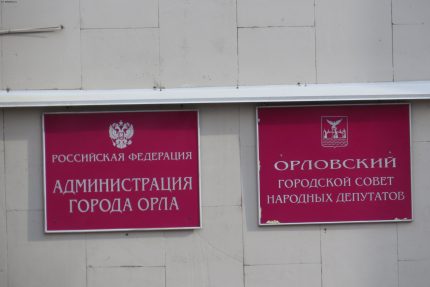 РОССИЙСКАЯ ФЕДЕРАЦИЯ
АДМИНИСТРАЦИЯ
ГОРОДА ОРЛА
ОРЛОВСКИЙ
ГОРОДСКОЙ СОВЕТ
НАРОДНЫХ ДЕПУТАТОВ